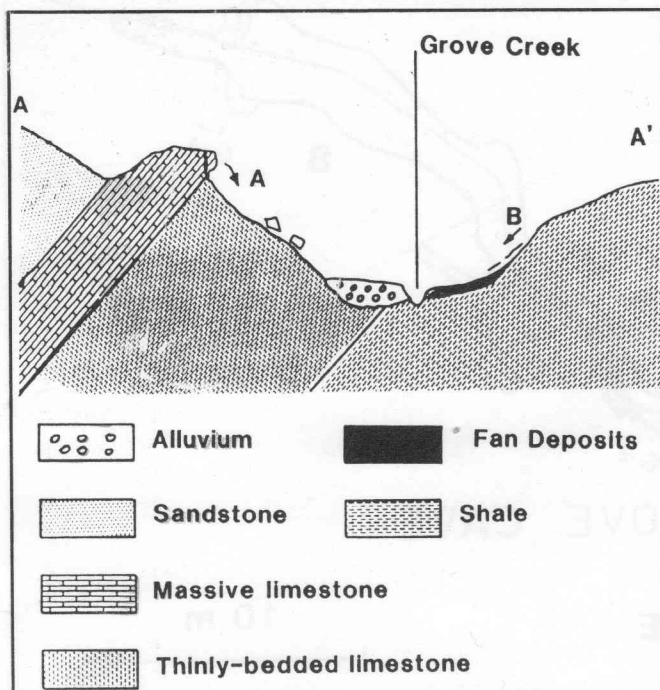 Grove Creek
A
A'
A
B
Alluvium
Fan Deposits
Sandstone
Shale
Massive limestone
Thinly-bedded limestone